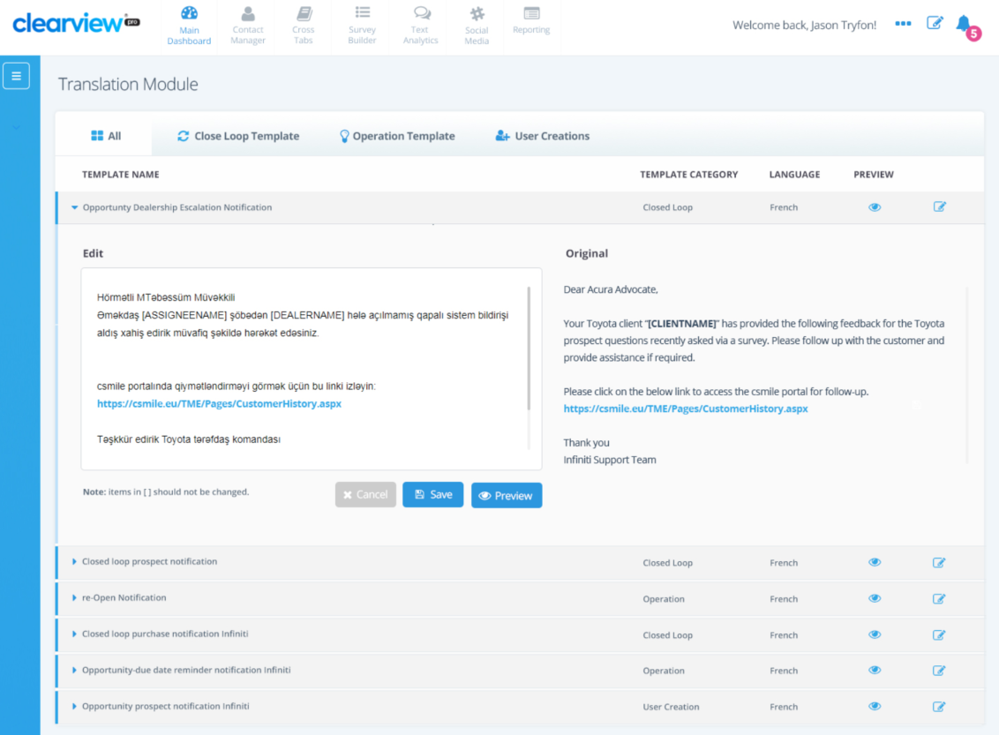 clearview pro
Main Dashboard
Contact Manager
Cross Tabs
Survey Builder
Text Analytics
Social Media
Reporting
Welcome back, Jason Tryfon!
5
Translation Module
All
Close Loop Template
Operation Template
User Creations
TEMPLATE NAME TEMPLATE CATEGORY LANGUAGE PREVIEW
Opportunty Dealership Escalation Notification Closed Loop French
Edit
Hörmətli MTəbəssüm Müvəkkili
Əməkdaş [ASSIGNEENAME] şöbədən [DEALERNAME] hələ açılmamış qapalı sistem bildirişi
aldış xahiş edirik müvafiq şəkildə hərəkət edəsiniz.
csmile portalında qiymətləndirməyi görmək üçün bu linki izləyin:
https://csmile.eu/TME/Pages/CustomerHistory.aspx
Təşkkür edirik Toyota tərəfdaş komandası
Note: items in [ ] should not be changed.
Cancel
Save
Preview
Original
Dear Acura Advocate,
Your Toyota client "[CLIENTNAME]" has provided the following feedback for the Toyota
prospect questions recently asked via a survey. Please follow up with the customer and
provide assistance if required.
Please click on the below link to access the csmile portal for follow-up.
https://csmile.eu/TME/Pages/CustomerHistory.aspx
Thank you
Infiniti Support Team
Closed loop prospect notification Closed Loop French
re-Open Notification Operation French
Closed loop purchase notification Infiniti Closed Loop French
Opportunity-due date reminder notification Infiniti Operation French
Opportunity prospect notification Infiniti User Creation French